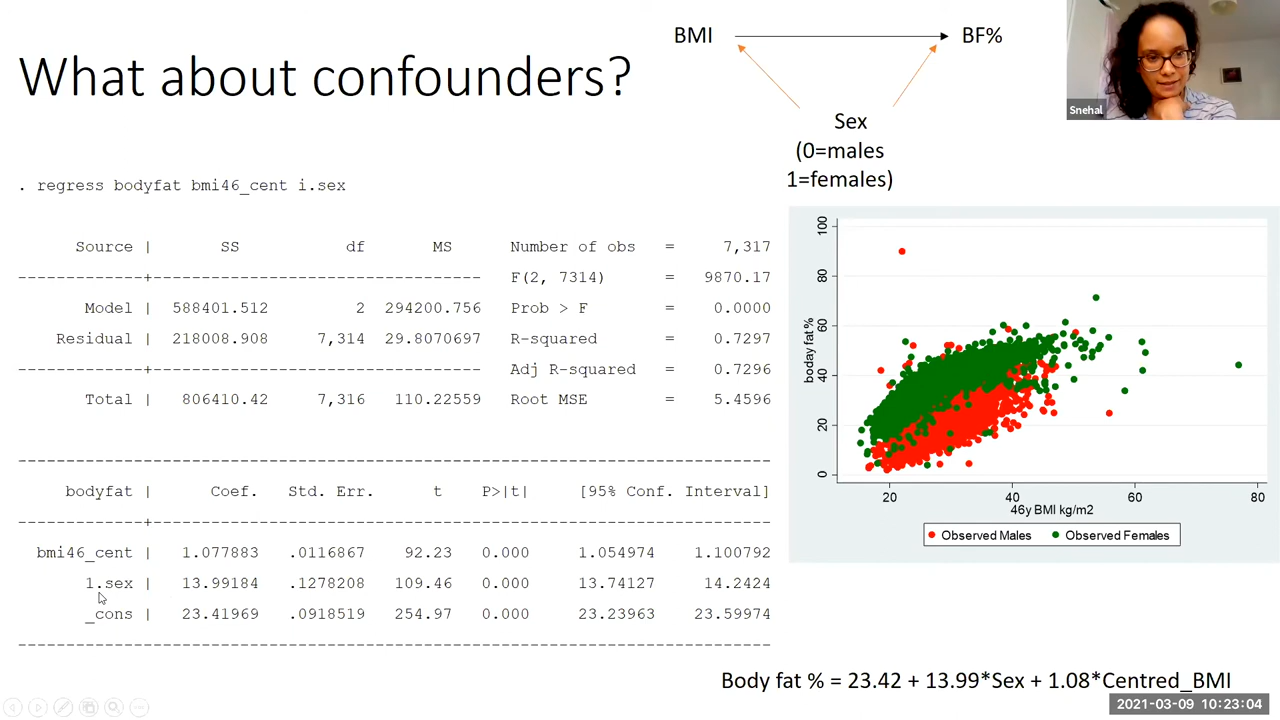 What about confounders?
BMI
BF%
Sex
(0=males
1=females)
Snehal
. regress bodyfat bmi46_cent i.sex
Source | SS df MS Number of obs = 7,317
-------------+---------------------------------- F(2, 7314) = 9870.17
Model | 588401.512 2 294200.756 Prob > F = 0.0000
Residual | 218008.908 7,314 29.8070697 R-squared = 0.7297
-------------+---------------------------------- Adj R-squared = 0.7296
Total | 806410.42 7,316 110.22559 Root MSE = 5.4596
------------------------------------------------------------------------------
bodyfat | Coef. Std. Err. t P>|t| [95% Conf. Interval]
-------------+----------------------------------------------------------------
bmi46_cent | 1.077883 .0116867 92.23 0.000 1.054974 1.100792
1.sex | 13.99184 .1278208 109.46 0.000 13.74127 14.2424
_cons | 23.41969 .0918519 254.97 0.000 23.23963 23.59974
------------------------------------------------------------------------------
boday fat%
100
80
60
40
20
0
20 40 60 80
46y BMI kg/m2
Observed Males Observed Females
Body fat % = 23.42 + 13.99*Sex + 1.08*Centred_BMI
2021-03-09 10:23:04